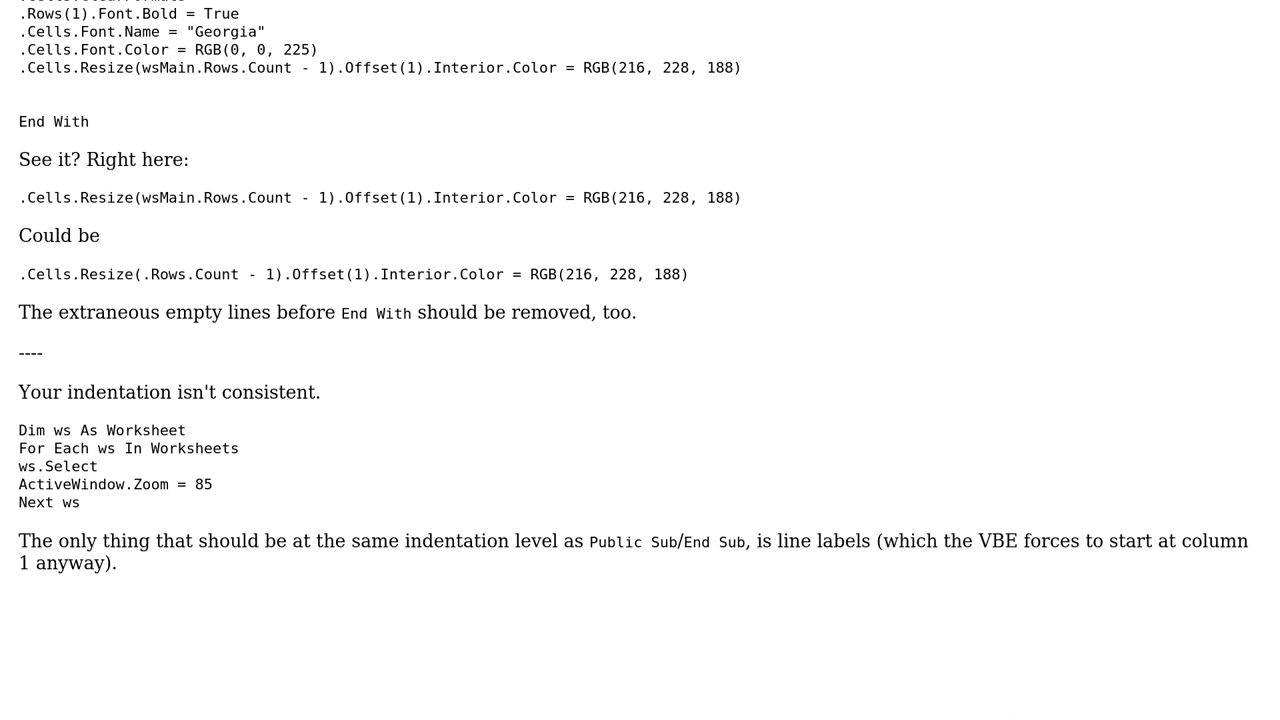 .Rows(1).Font.Bold = True
.Cells.Font.Name = "Georgia"
.Cells.Font.Color = RGB(0, 0, 225)
.Cells.Resize(wsMain.Rows.Count - 1).Offset(1).Interior.Color = RGB(216, 228, 188)
End With
See it? Right here:
.Cells.Resize(wsMain.Rows.Count - 1).Offset(1).Interior.Color = RGB(216, 228, 188)
Could be
.Cells.Resize(.Rows.Count - 1).Offset(1).Interior.Color = RGB(216, 228, 188)
The extraneous empty lines before End With should be removed, too.
----
Your indentation isn't consistent.
Dim ws As Worksheet
For Each ws In Worksheets
ws.Select
ActiveWindow.Zoom = 85
Next ws
The only thing that should be at the same indentation level as Public Sub/End Sub, is line labels (which the VBE forces to start at column
1 anyway).